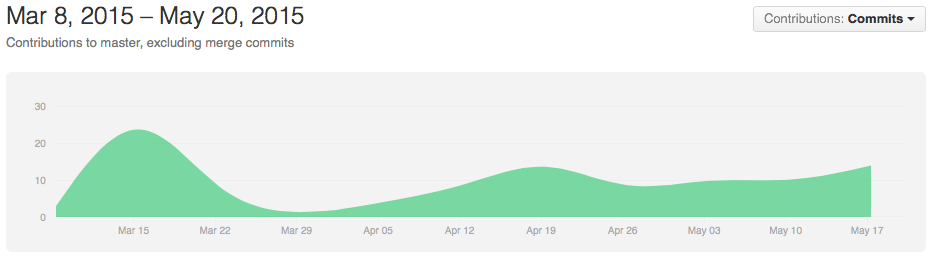 Mar 8, 2015 – May 20, 2015
Contributions: Commits
Contributions to master, excluding merge commits
30
20
10
0
Mar 15 Mar 22 Mar 29 Apr 05 Apr 12 Apr 19 Apr 26 May 03 May 10 May 17